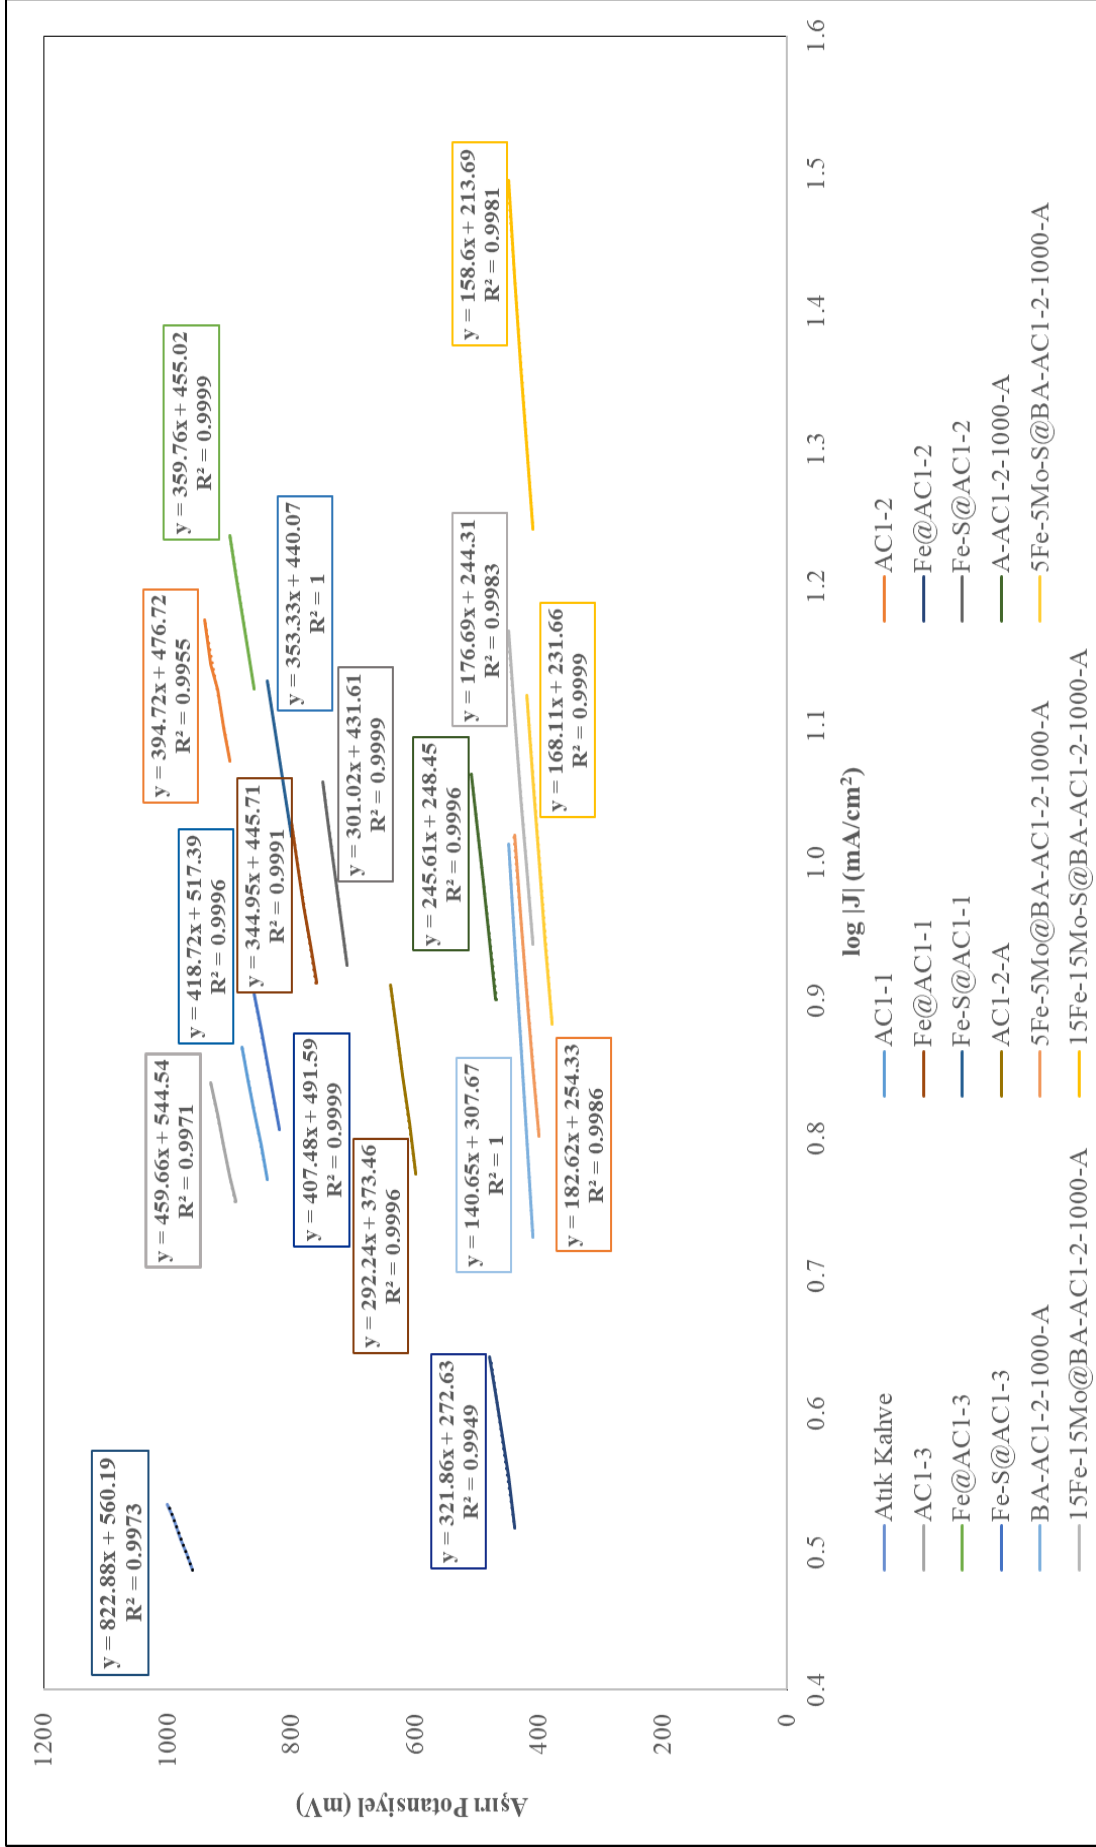 1200
1000
800
600
400
200
0
Aşırı Potansiyel (mV)
0.4
0.5
0.6
0.7
0.8
0.9
1.0
1.1
1.2
1.3
1.4
1.5
1.6
log |J| (mA/cm²)
y = 822.88x + 560.19
R² = 0.9973
y = 459.66x + 544.54
R² = 0.9971
y = 418.72x + 517.39
R² = 0.9996
y = 394.72x + 476.72
R² = 0.9955
y = 359.76x + 455.02
R² = 0.9999
y = 344.95x + 445.71
R² = 0.9991
y = 353.33x + 440.07
R² = 1
y = 407.48x + 491.59
R² = 0.9999
y = 301.02x + 431.61
R² = 0.9999
y = 292.24x + 373.46
R² = 0.9996
y = 245.61x + 248.45
R² = 0.9996
y = 321.86x + 272.63
R² = 0.9949
y = 140.65x + 307.67
R² = 1
y = 176.69x + 244.31
R² = 0.9983
y = 158.6x + 213.69
R² = 0.9981
y = 182.62x + 254.33
R² = 0.9986
y = 168.11x + 231.66
R² = 0.9999
Atık Kahve
AC1-1
AC1-2
AC1-3
Fe@AC1-1
Fe@AC1-2
Fe@AC1-3
Fe-S@AC1-1
Fe-S@AC1-2
Fe-S@AC1-3
AC1-2-A
A-AC1-2-1000-A
BA-AC1-2-1000-A
5Fe-5Mo@BA-AC1-2-1000-A
5Fe-5Mo-S@BA-AC1-2-1000-A
15Fe-15Mo@BA-AC1-2-1000-A
15Fe-15Mo-S@BA-AC1-2-1000-A